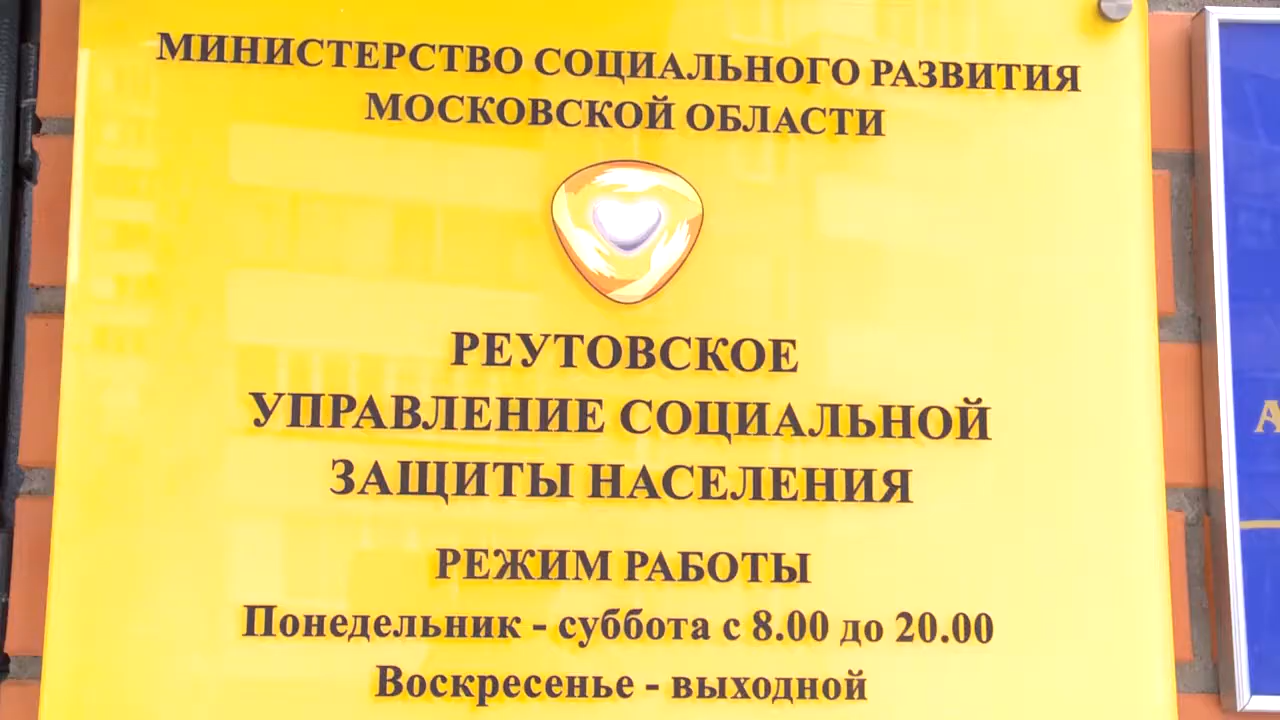 МИНИСТЕРСТВО СОЦИАЛЬНОГО РАЗВИТИЯ
МОСКОВСКОЙ ОБЛАСТИ
РЕУТОВСКОЕ
УПРАВЛЕНИЕ СОЦИАЛЬНОЙ
ЗАЩИТЫ НАСЕЛЕНИЯ
РЕЖИМ РАБОТЫ
Понедельник - суббота с 8.00 до 20.00
Воскресенье - выходной